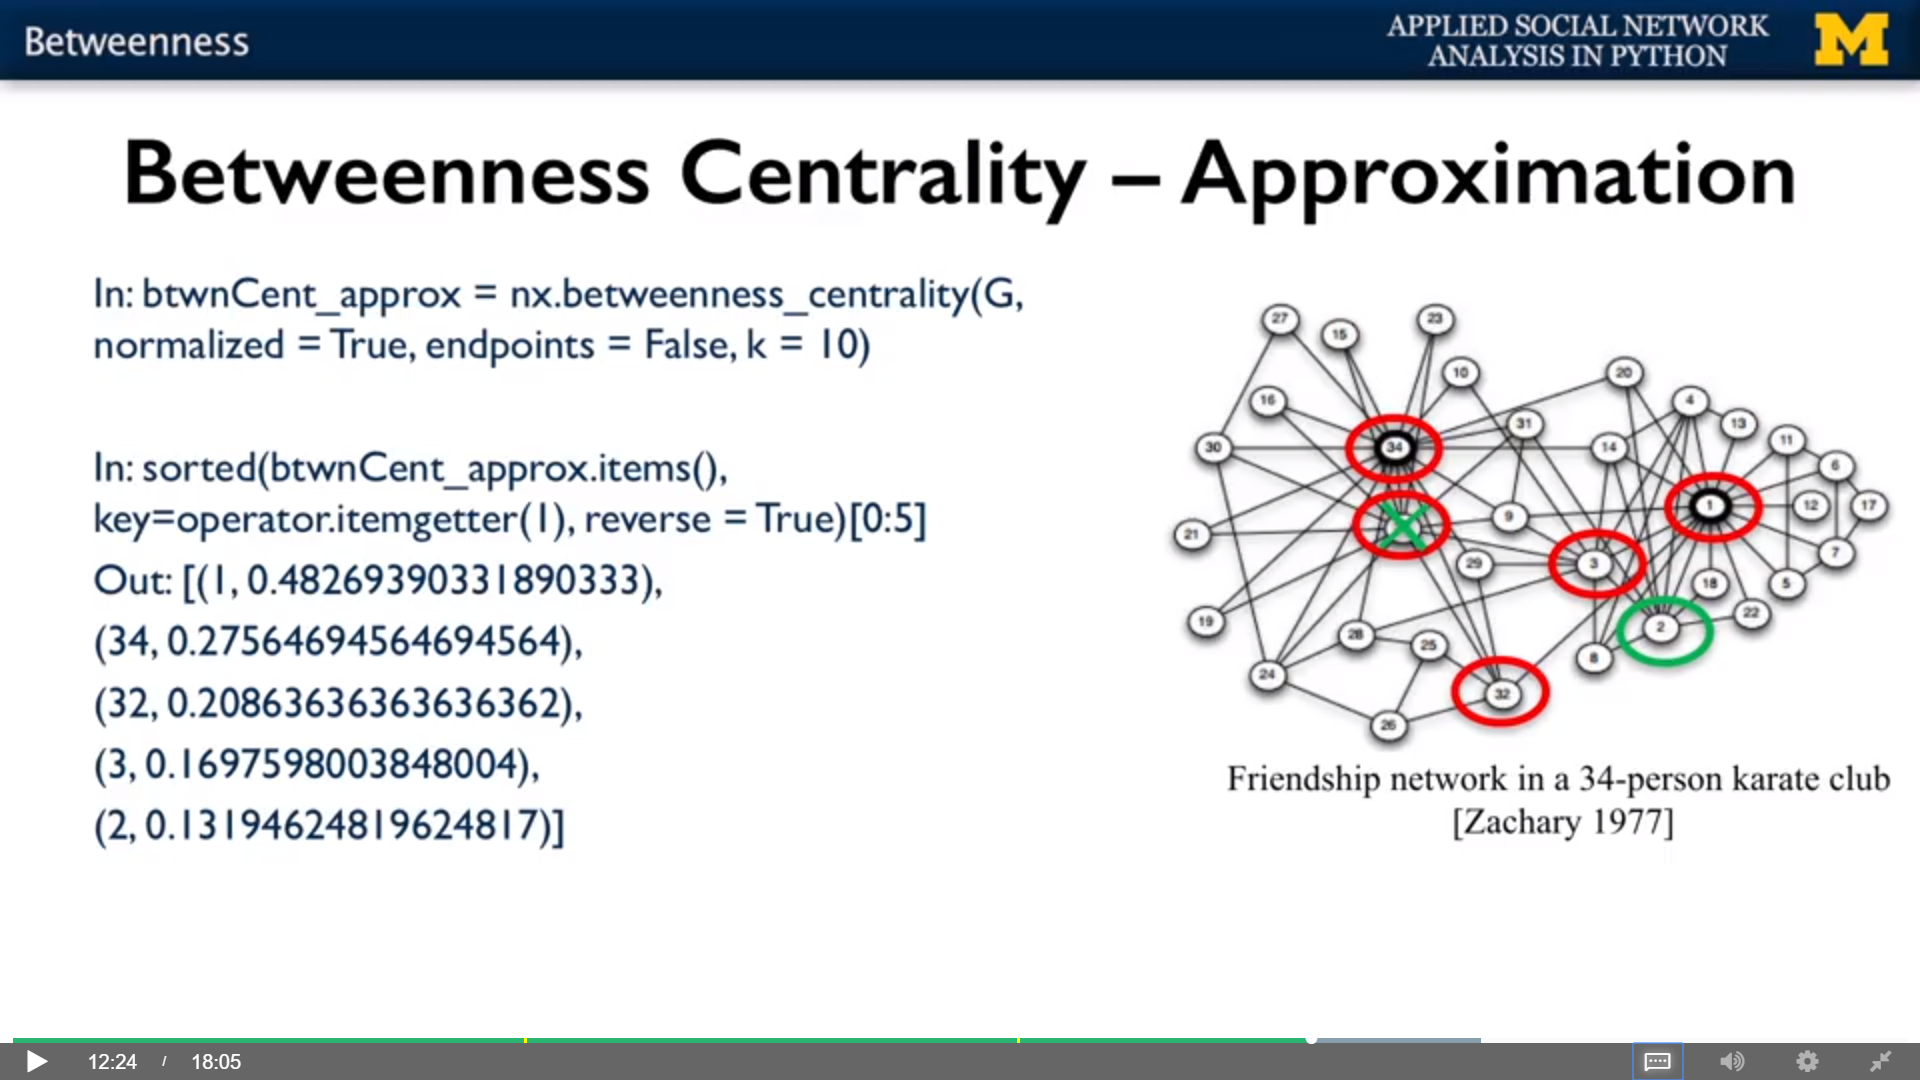 Betweenness
APPLIED SOCIAL NETWORK
ANALYSIS IN PYTHON
M
Betweenness Centrality – Approximation
In: btwnCent_approx = nx.betweenness_centrality(G,
normalized = True, endpoints = False, k = 10)
In: sorted(btwnCent_approx.items(),
key=operator.itemgetter(1), reverse = True)[0:5]
Out: [(1, 0.48269390331890333),
(34, 0.27564694564694564),
(32, 0.20863636363636362),
(3, 0.1697598003848004),
(2, 0.13194624819624817)]
27
15
23
10
20
16
4
31
13
11
30
34
14
6
1
12
17
9
21
7
29
3
18
5
22
19
28
2
25
8
24
32
26
Friendship network in a 34-person karate club
[Zachary 1977]
12:24 / 18:05